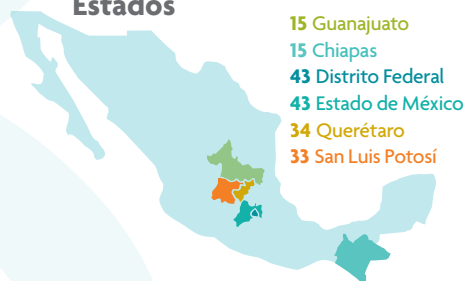 Estados
15 Guanajuato
15 Chiapas
43 Distrito Federal
43 Estado de México
34 Querétaro
33 San Luis Potosí